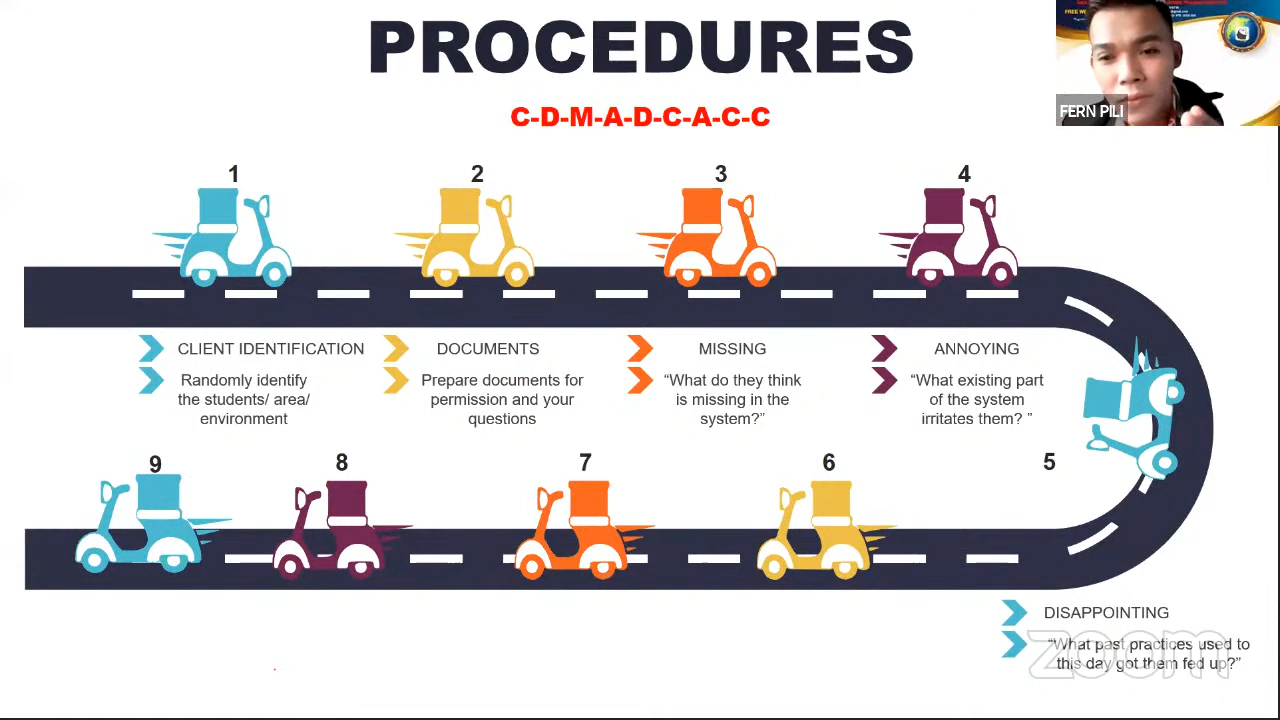 PROCEDURES
C-D-M-A-D-C-A-C-C
FERN PILI
1
2
3
4
CLIENT IDENTIFICATION
Randomly identify
the students/ area/
environment
DOCUMENTS
Prepare documents for
permission and your
questions
MISSING
“What do they think
is missing in the
system?”
ANNOYING
“What existing part
of the system
irritates them? ”
9
8
7
6
5
DISAPPOINTING
“What past practices used to
this day got them fed up?”
zoom